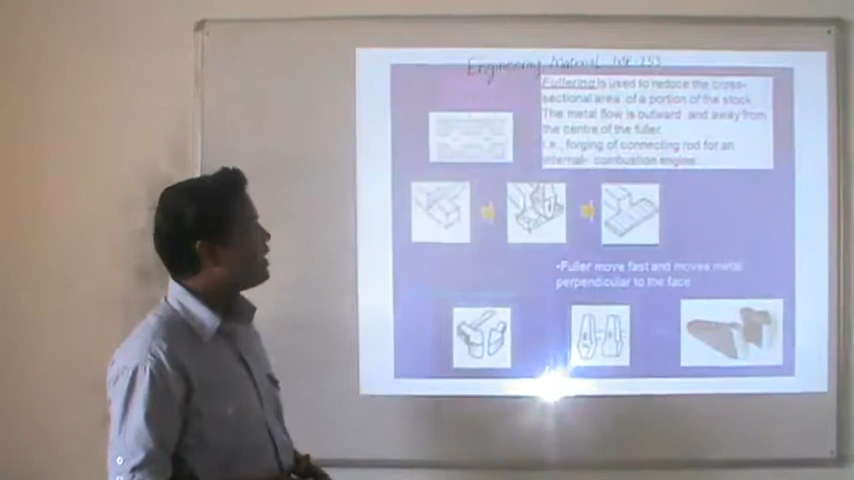 Engineering Material ME 253
Fullering is used to reduce the cross-
sectional area of a portion of the stock
The metal flow is outward and away from
the centre of the fuller.
i.e., forging of connecting rod for an
internal- combustion engine.
•Fuller move fast and moves metal
perpendicular to the face